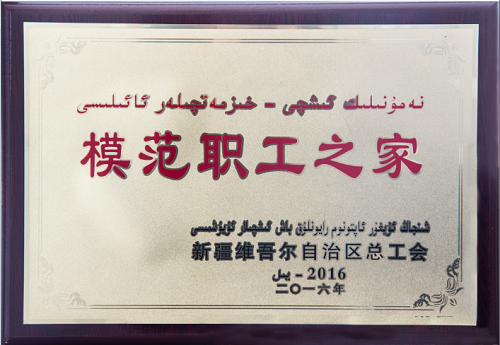 نەمۇنىلىك ئىشچى - خىزمەتچىلەر ئائىلىسى
模范职工之家
شىنجاڭ ئۇيغۇر ئاپتونوم رايونلۇق باش ئىشچىلار ئۇيۇشمىسى
新疆维吾尔自治区总工会
2016 - يىل
二〇一六年